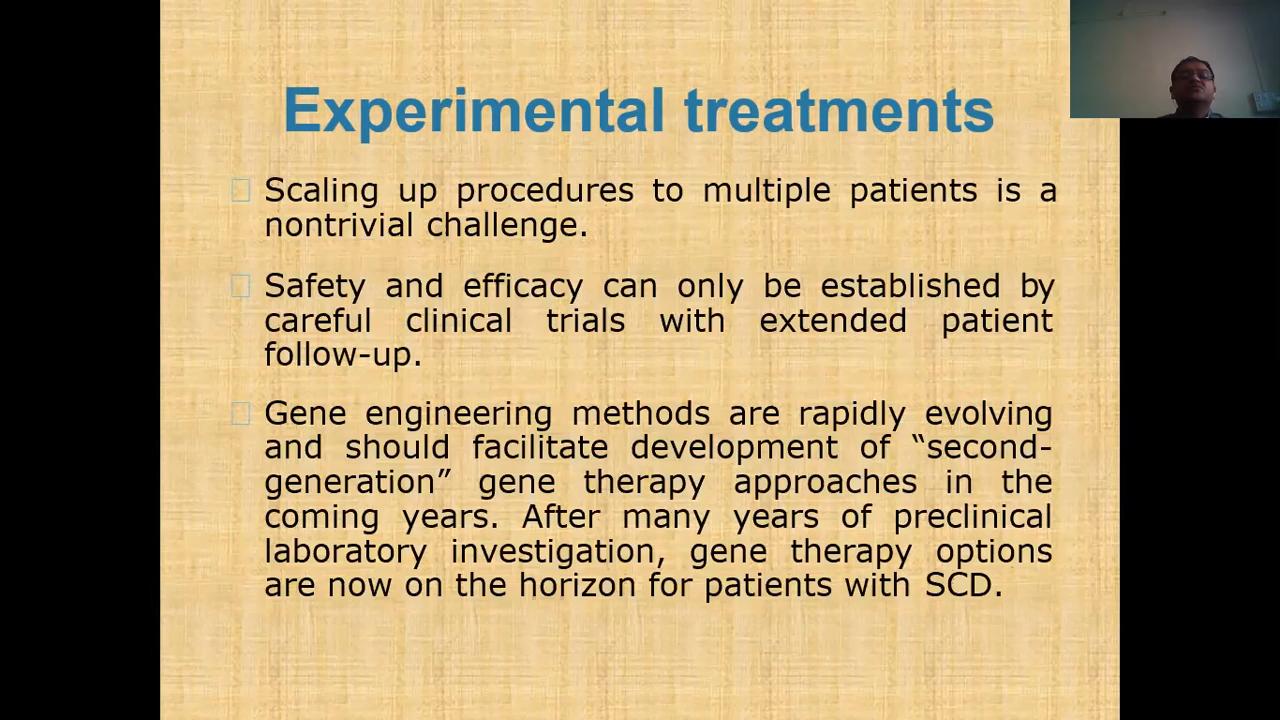 Experimental treatments
Scaling up procedures to multiple patients is a
nontrivial challenge.
Safety and efficacy can only be established by
careful clinical trials with extended patient
follow-up.
Gene engineering methods are rapidly evolving
and should facilitate development of “second-
generation” gene therapy approaches in the
coming years. After many years of preclinical
laboratory investigation, gene therapy options
are now on the horizon for patients with SCD.